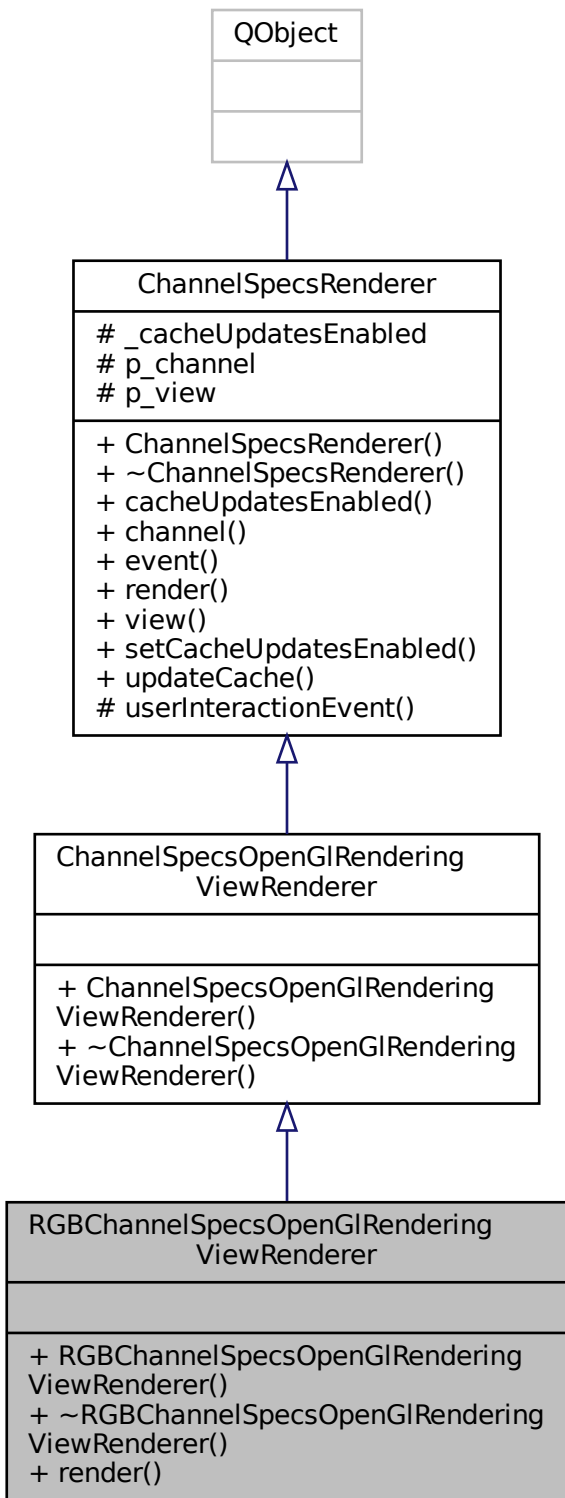 QObject
ChannelSpecsRenderer
# _cacheUpdatesEnabled
# p_channel
# p_view
+ ChannelSpecsRenderer()
+ ~ChannelSpecsRenderer()
+ cacheUpdatesEnabled()
+ channel()
+ event()
+ render()
+ view()
+ setCacheUpdatesEnabled()
+ updateCache()
# userInteractionEvent()
ChannelSpecsOpenGlRendering
ViewRenderer
+ ChannelSpecsOpenGlRendering
ViewRenderer()
+ ~ChannelSpecsOpenGlRendering
ViewRenderer()
RGBChannelSpecsOpenGlRendering
ViewRenderer
+ RGBChannelSpecsOpenGlRendering
ViewRenderer()
+ ~RGBChannelSpecsOpenGlRendering
ViewRenderer()
+ render()